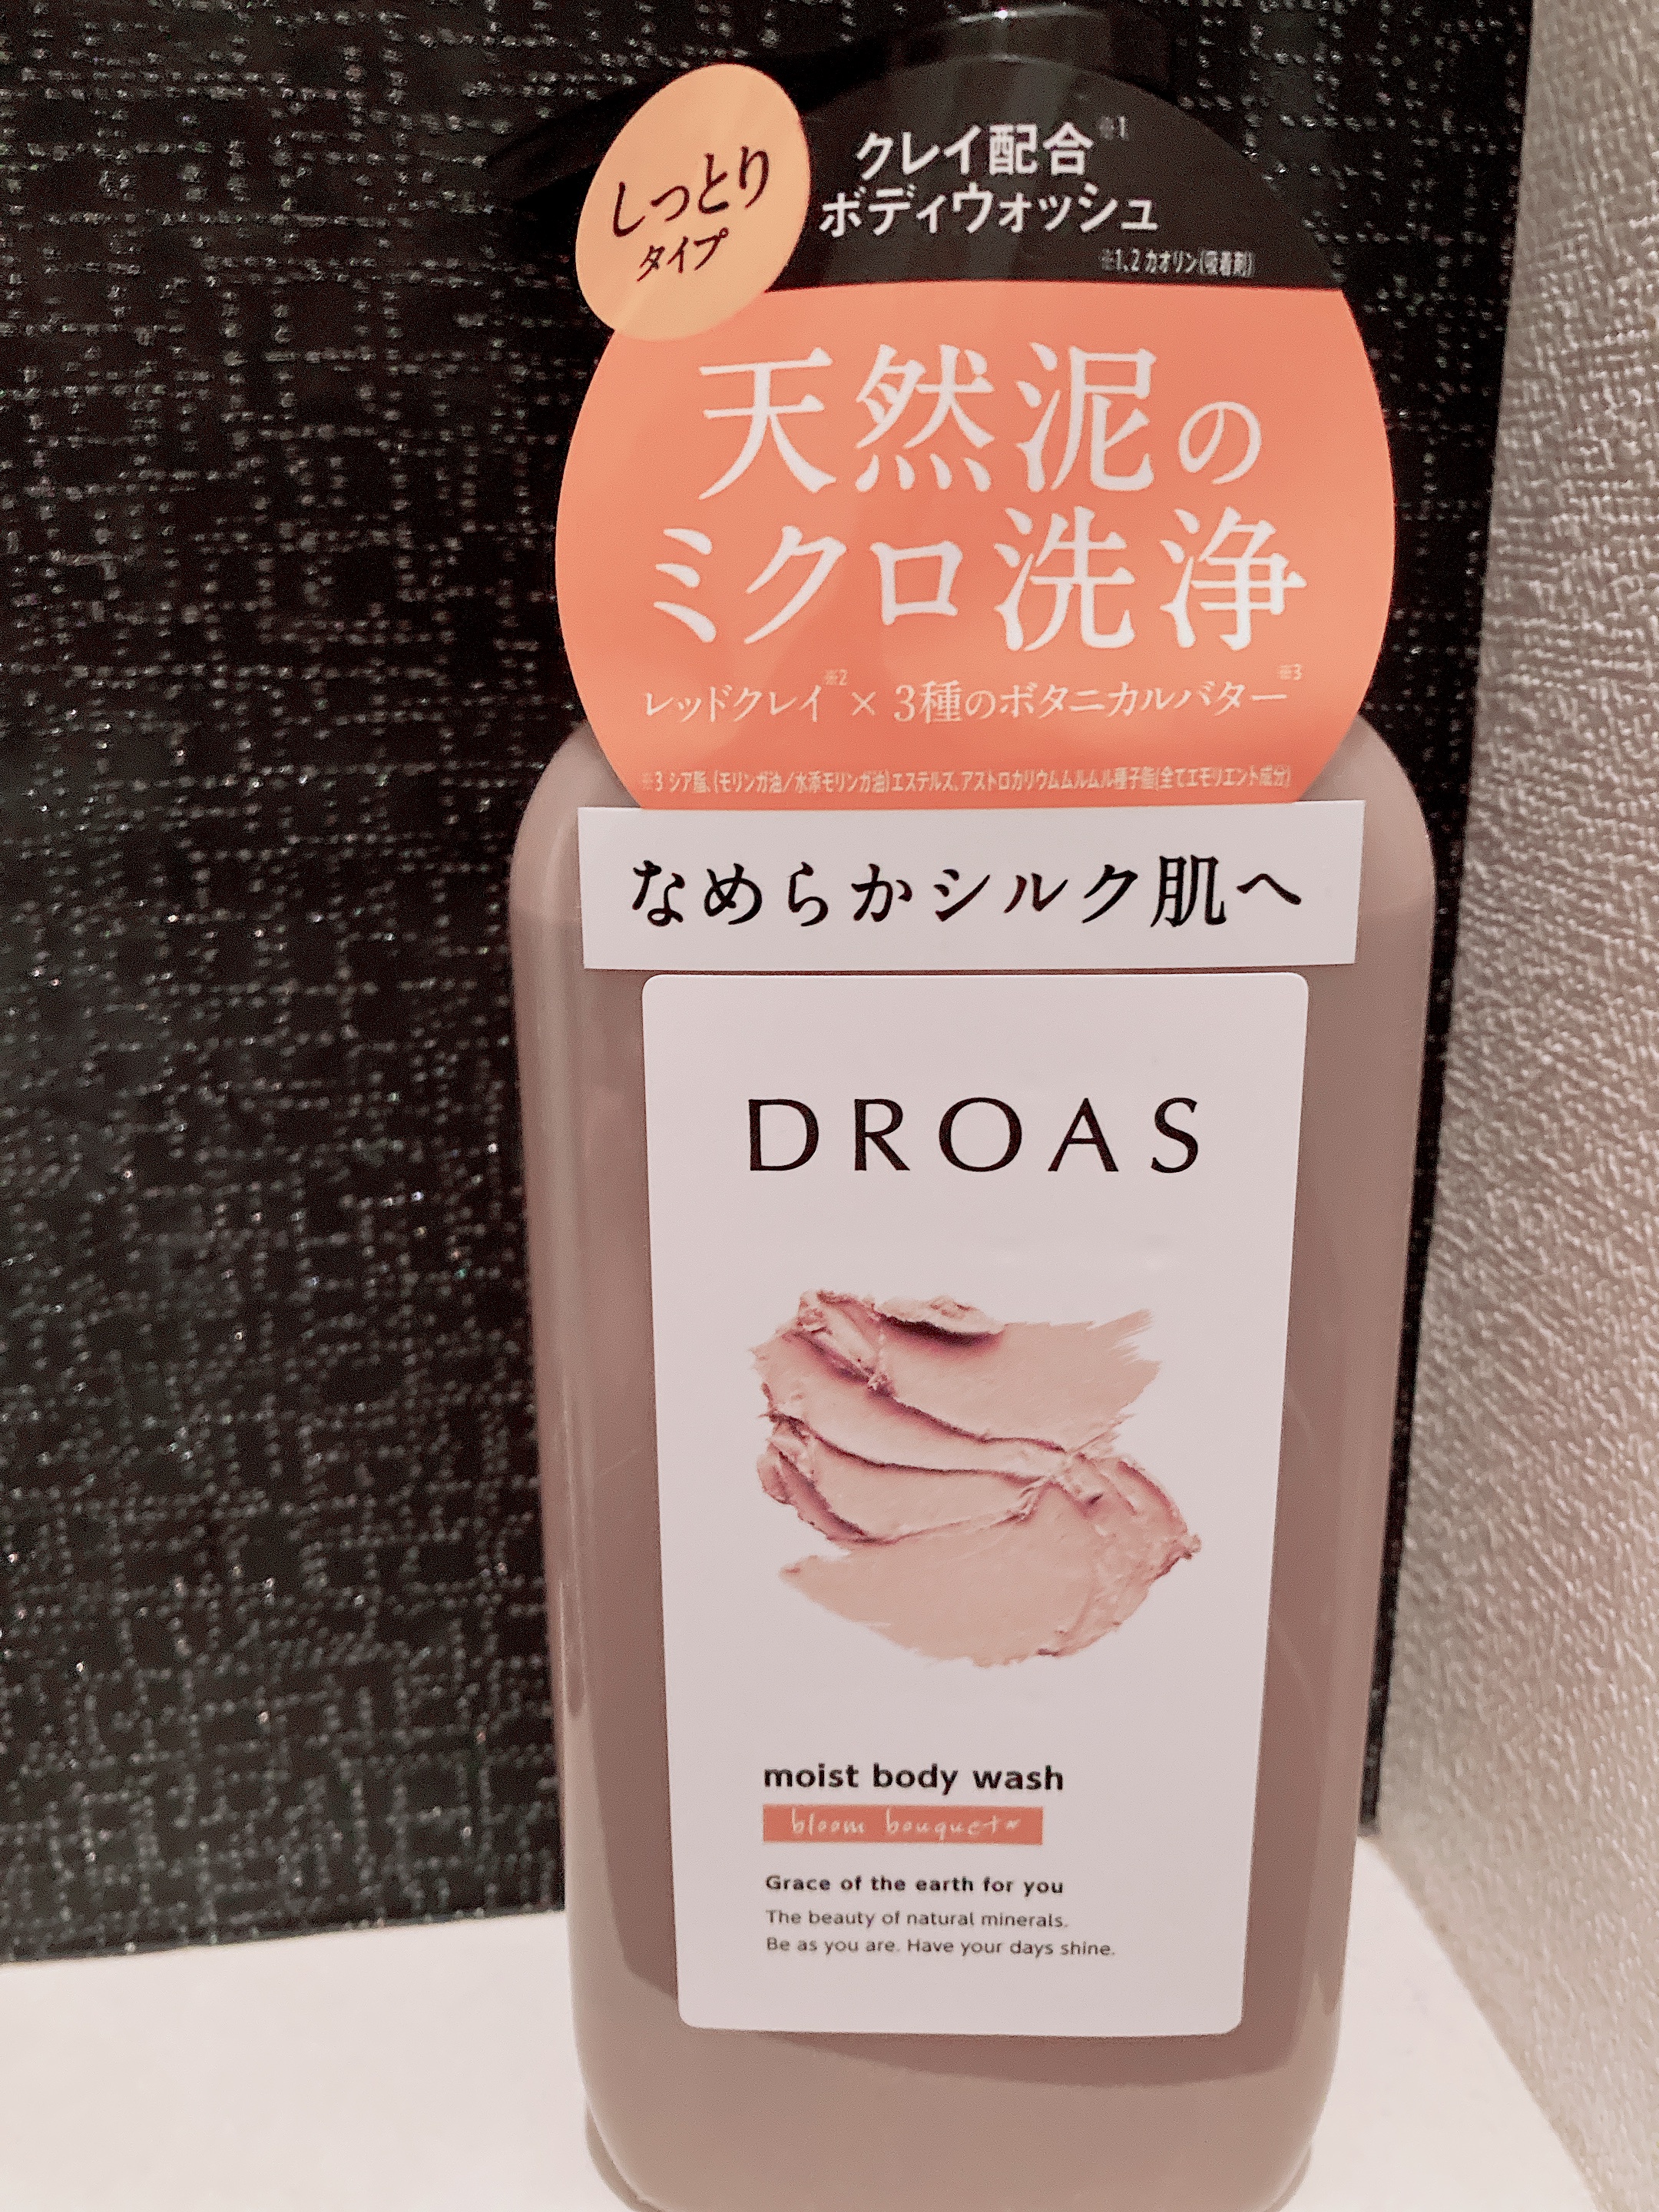 しっとり
タイプ
クレイ配合※1
ボディウォッシュ
※1、2 カオリン(吸着剤)
天然泥の
ミクロ洗浄
レッドクレイ※2 × 3種のボタニカルバター※3
※3 シア脂、(モリンガ油/水添モリンガ油)エステルズ、アストロカリウムムルムル種子脂(全てエモリエント成分)
なめらかシルク肌へ
DROAS
moist body wash
bloom bouquet
Grace of the earth for you
The beauty of natural minerals.
Be as you are. Have your days shine.